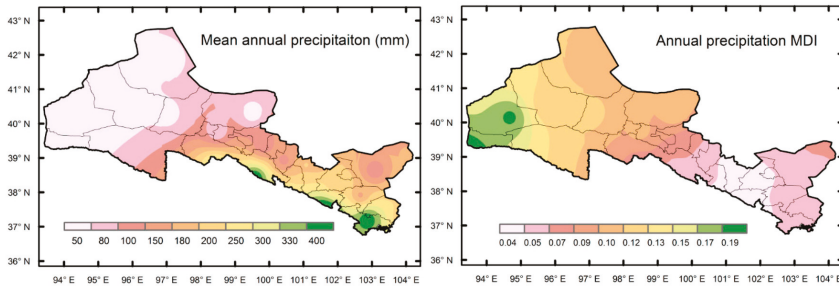 43° N
42° N
41° N
40° N
39° N
38° N
37° N
36° N
Mean annual precipitaiton (mm)
50 80 100 150 180 200 250 300 330 400
94° E 95° E 96° E 97° E 98° E 99° E 100° E 101° E 102° E 103° E 104° E
43° N
42° N
41° N
40° N
39° N
38° N
37° N
36° N
Annual precipitation MDI
0.04 0.05 0.07 0.09 0.10 0.12 0.13 0.15 0.17 0.19
94° E 95° E 96° E 97° E 98° E 99° E 100° E 101° E 102° E 103° E 104° E